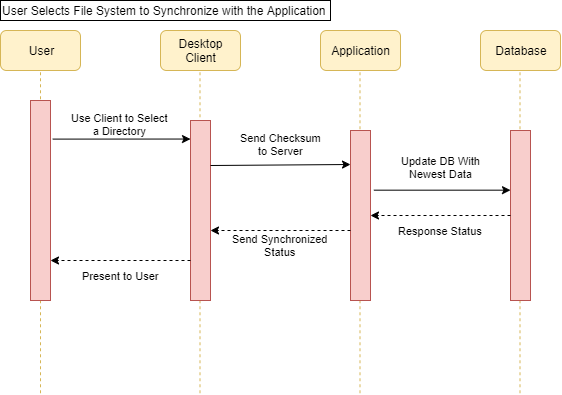 User Selects File System to Synchronize with the Application
User
Desktop
Client
Application
Database
Use Client to Select
a Directory
Send Checksum
to Server
Update DB With
Newest Data
Response Status
Send Synchronized
Status
Present to User